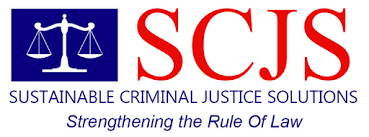 SCJS
SUSTAINABLE CRIMINAL JUSTICE SOLUTIONS
Strengthening the Rule Of Law